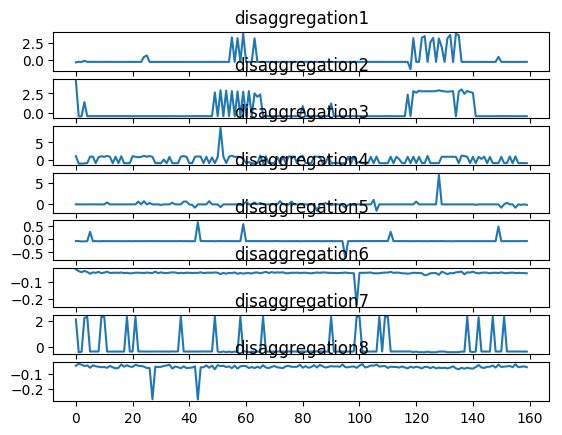 disaggregation1
2.5
0.0
disaggregation2
2.5
0.0
disaggregation3
5
0
disaggregation4
5
0
disaggregation5
0.5
0.0
−0.5
disaggregation6
−0.1
−0.2
disaggregation7
2
0
disaggregation8
−0.1
−0.2
0 20 40 60 80 100 120 140 160